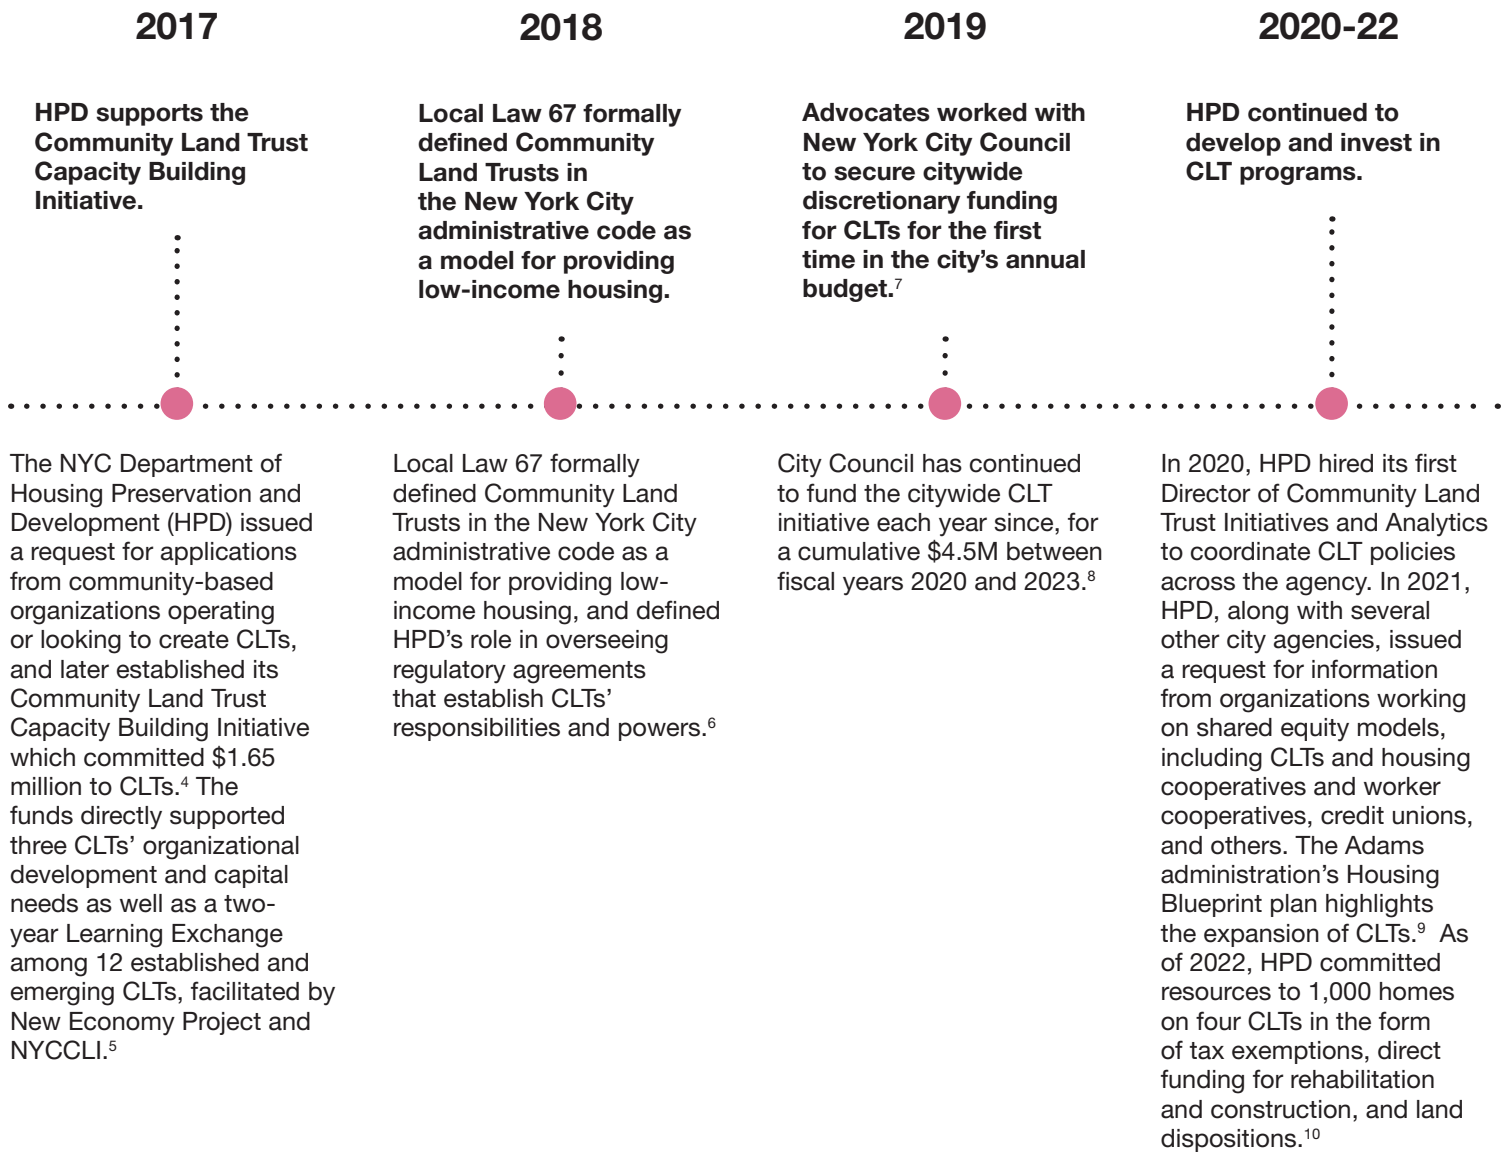 2017
HPD supports the
Community Land Trust
Capacity Building
Initiative.
The NYC Department of
Housing Preservation and
Development (HPD) issued
a request for applications
from community-based
organizations operating
or looking to create CLTs,
and later established its
Community Land Trust
Capacity Building Initiative
which committed $1.65
million to CLTs.4 The
funds directly supported
three CLTs’ organizational
development and capital
needs as well as a two-
year Learning Exchange
among 12 established and
emerging CLTs, facilitated by
New Economy Project and
NYCCLI.5
2018
Local Law 67 formally
defined Community
Land Trusts in
the New York City
administrative code as
a model for providing
low-income housing.
Local Law 67 formally
defined Community Land
Trusts in the New York City
administrative code as a
model for providing low-
income housing, and defined
HPD’s role in overseeing
regulatory agreements
that establish CLTs’
responsibilities and powers.6
2019
Advocates worked with
New York City Council
to secure citywide
discretionary funding
for CLTs for the first
time in the city’s annual
budget.7
City Council has continued
to fund the citywide CLT
initiative each year since, for
a cumulative $4.5M between
fiscal years 2020 and 2023.8
2020-22
HPD continued to
develop and invest in
CLT programs.
In 2020, HPD hired its first
Director of Community Land
Trust Initiatives and Analytics
to coordinate CLT policies
across the agency. In 2021,
HPD, along with several
other city agencies, issued
a request for information
from organizations working
on shared equity models,
including CLTs and housing
cooperatives and worker
cooperatives, credit unions,
and others. The Adams
administration’s Housing
Blueprint plan highlights
the expansion of CLTs.9  As
of 2022, HPD committed
resources to 1,000 homes
on four CLTs in the form
of tax exemptions, direct
funding for rehabilitation
and construction, and land
dispositions.10